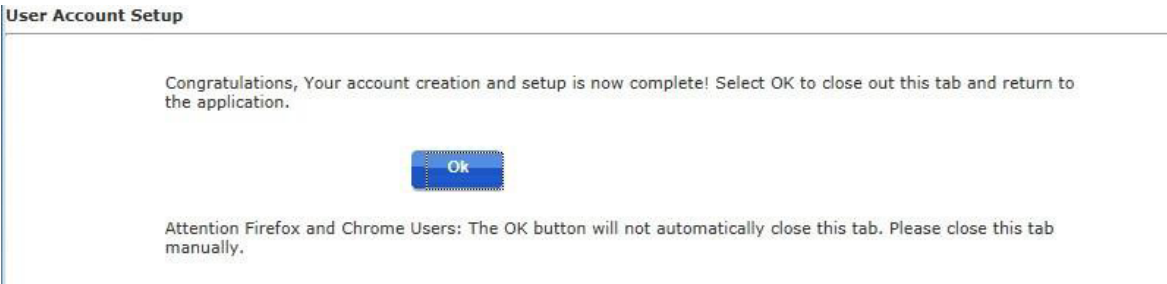 User Account Setup
Congratulations, Your account creation and setup is now complete! Select OK to close out this tab and return to
the application.
Ok
Attention Firefox and Chrome Users: The OK button will not automatically close this tab. Please close this tab
manually.